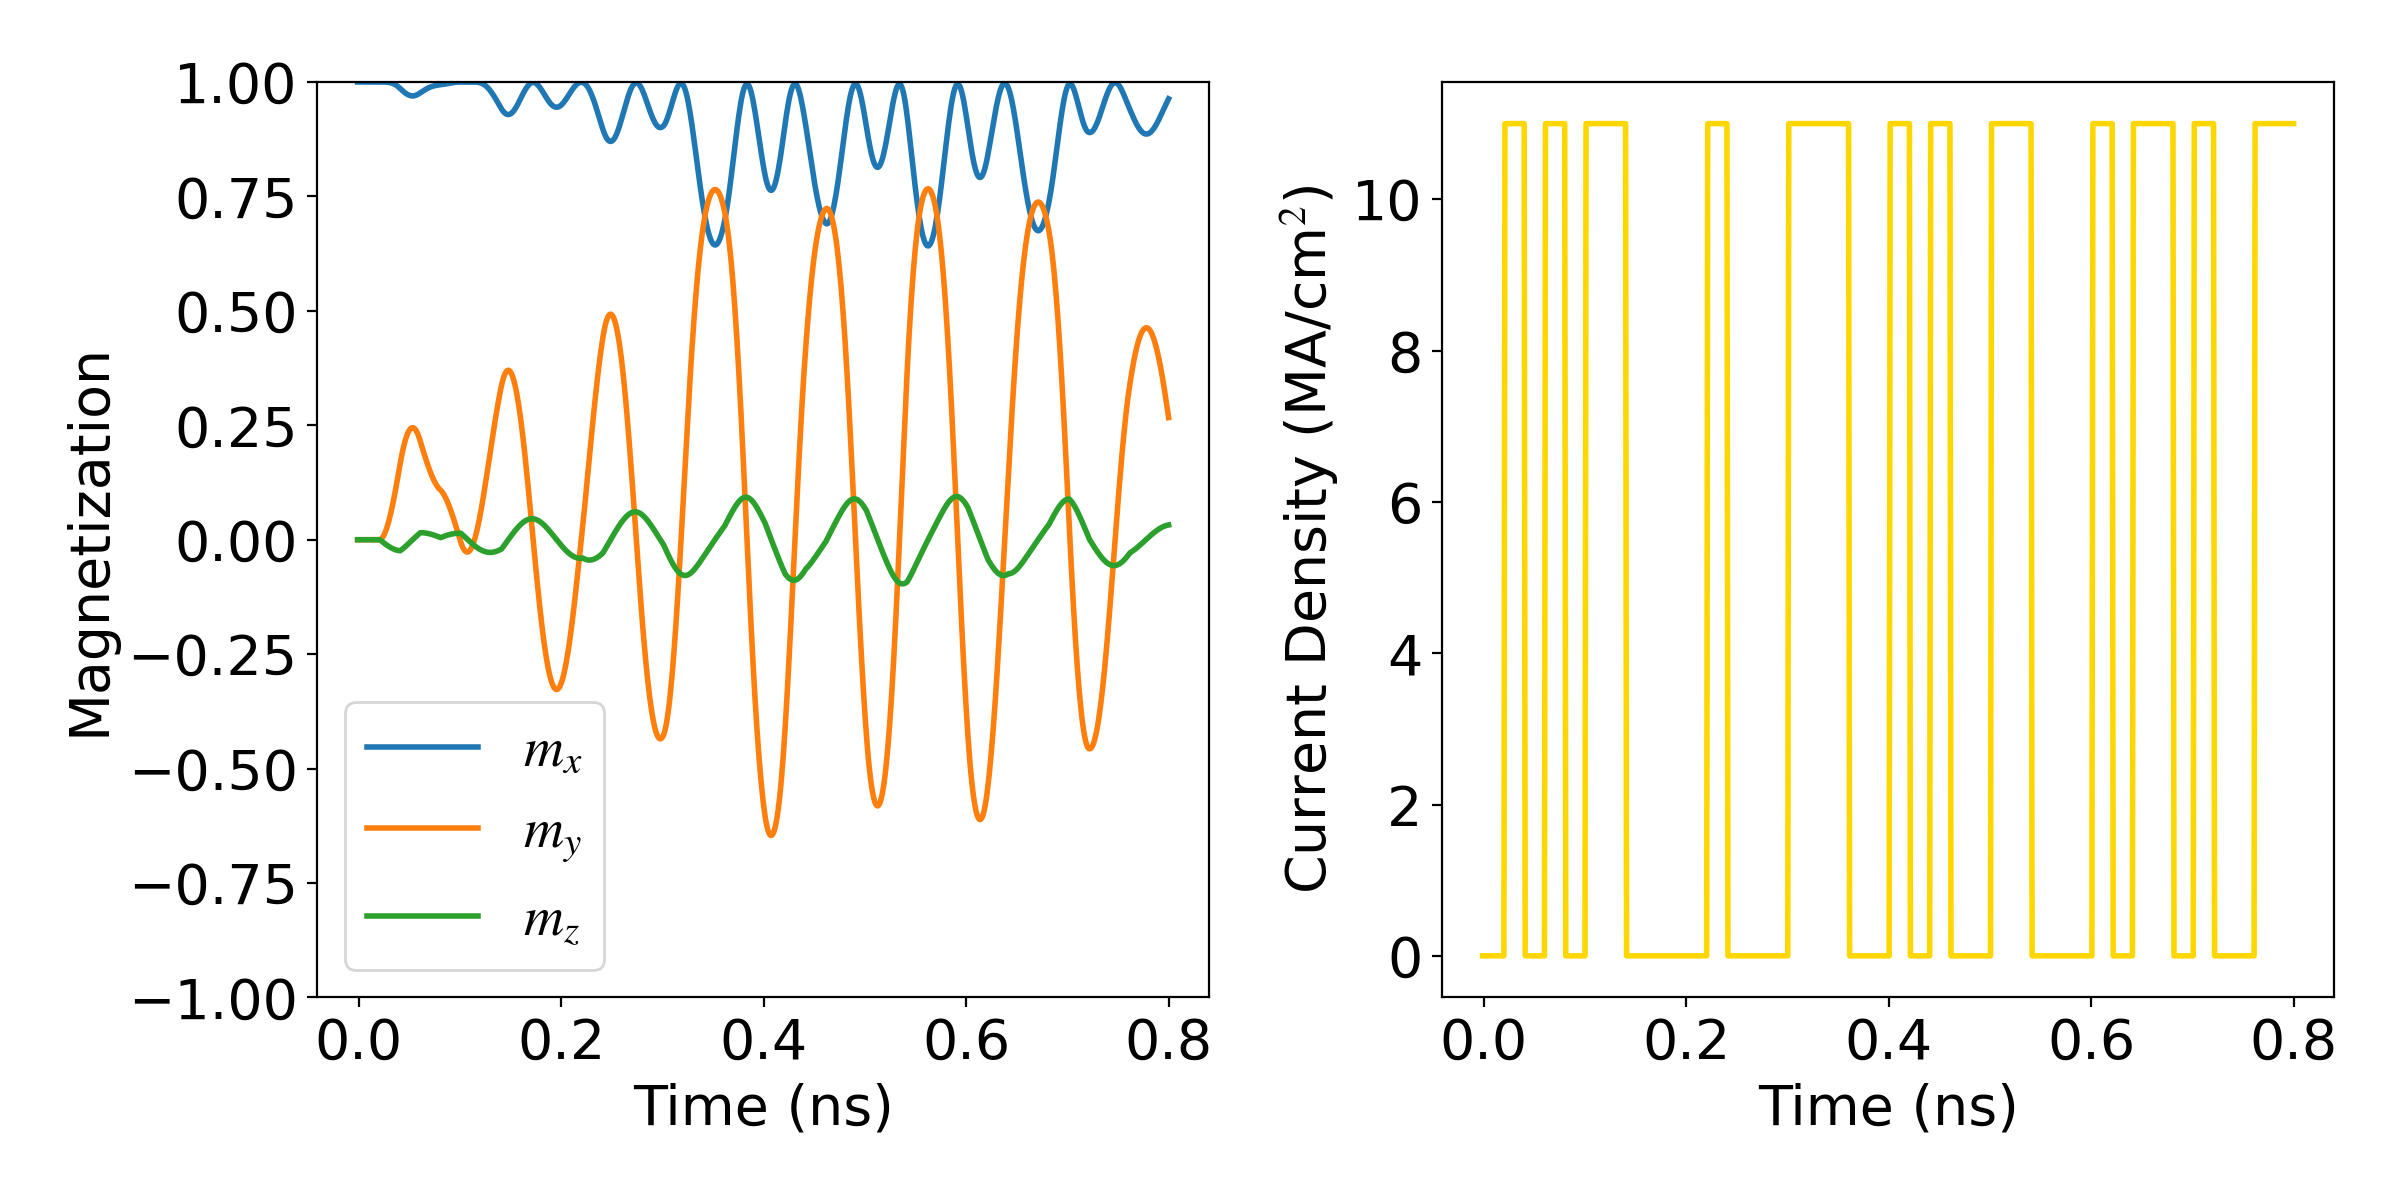 1.00
0.75
0.50
0.25
0.00
−0.25
−0.50
−0.75
−1.00
Magnetization
m_x
m_y
m_z
0.0 0.2 0.4 0.6 0.8
Time (ns)
10
8
6
4
2
0
Current Density (MA/cm²)
0.0 0.2 0.4 0.6 0.8
Time (ns)